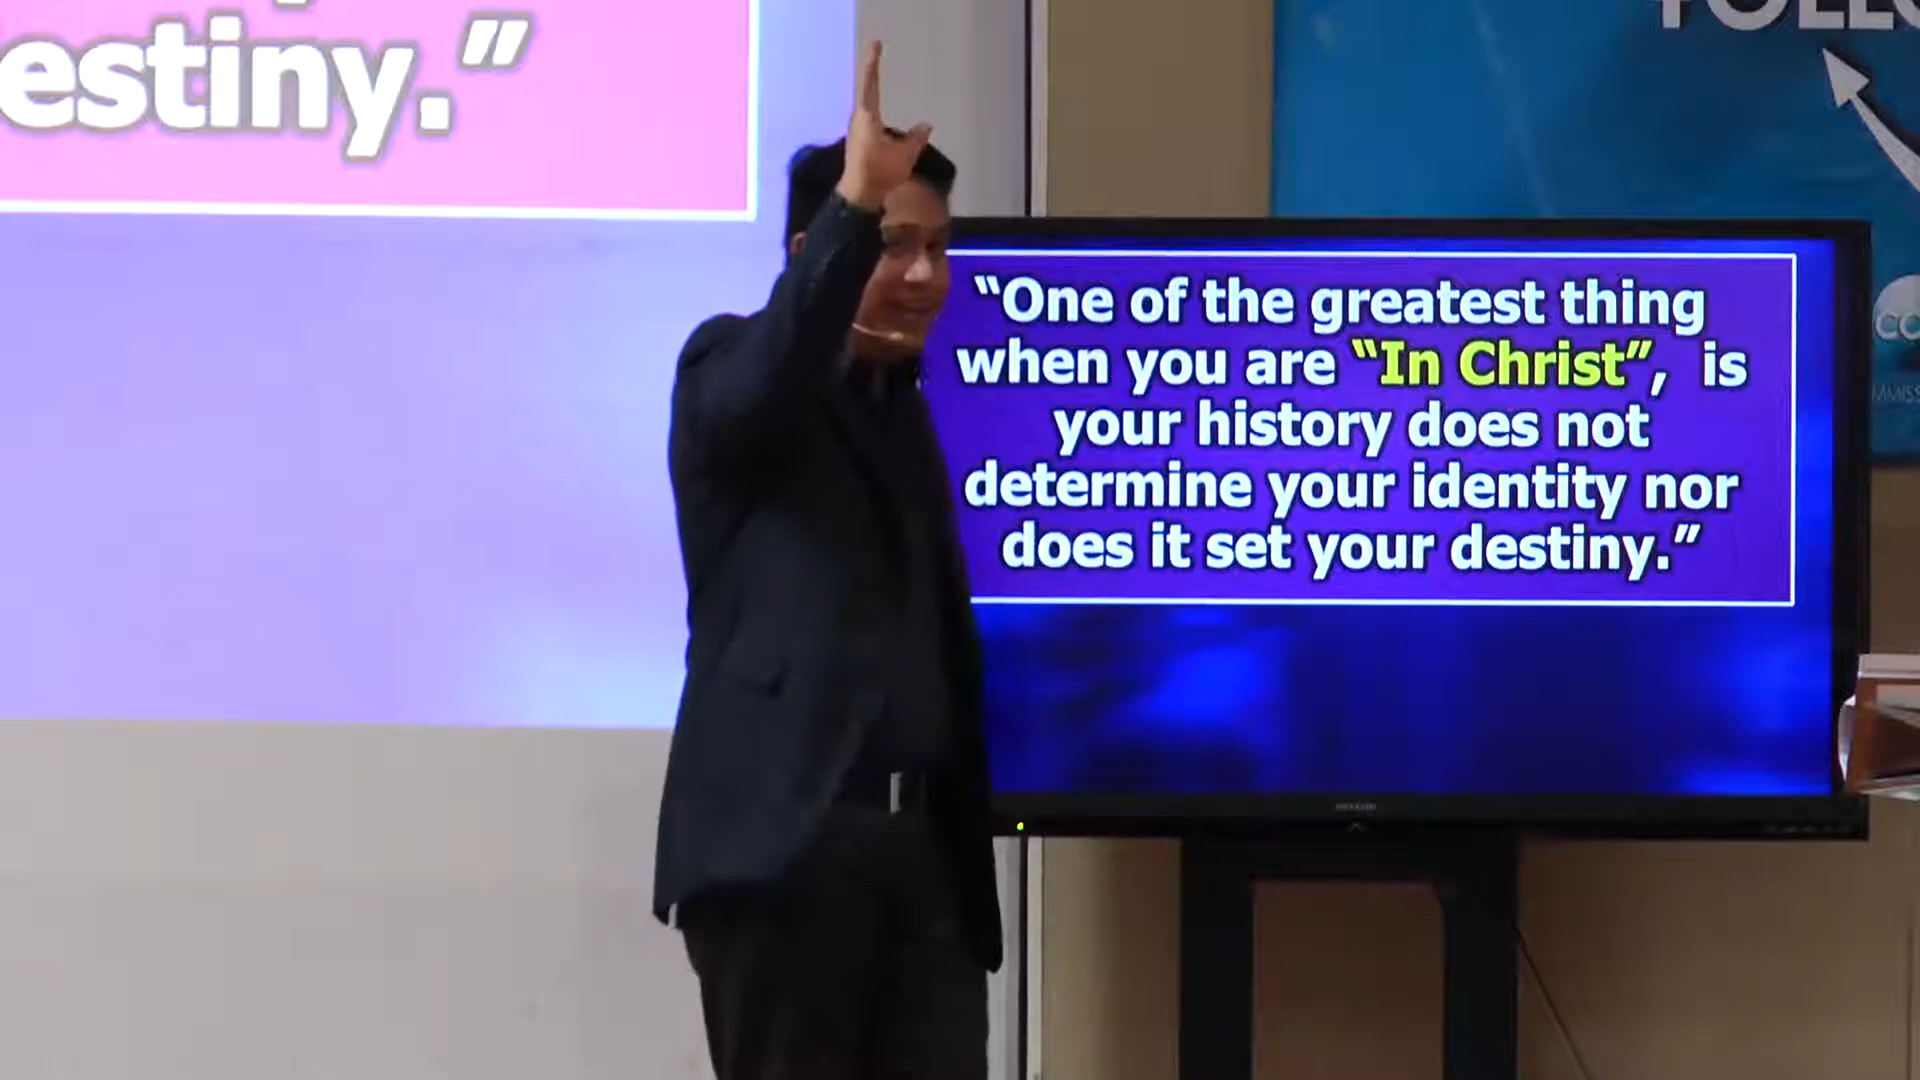 estiny.”
“One of the greatest thing
when you are “In Christ”, is
your history does not
determine your identity nor
does it set your destiny.”